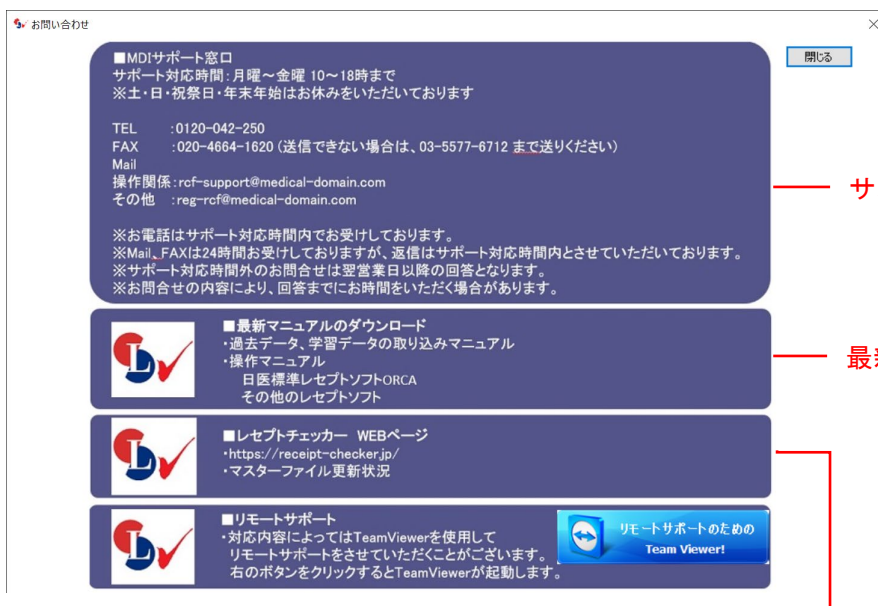 お問い合わせ
閉じる
■MDIサポート窓口
サポート対応時間:月曜～金曜 10～18時まで
※土・日・祝祭日・年末年始はお休みをいただいております
TEL :0120-042-250
FAX :020-4664-1620(送信できない場合は、03-5577-6712 まで送りください)
Mail
操作関係:rcf-support@medical-domain.com
その他 :reg-rcf@medical-domain.com
※お電話はサポート対応時間内でお受けしております。
※Mail、FAXは24時間お受けしておりますが、返信はサポート対応時間内とさせていただいております。
※サポート対応時間外のお問合せは翌営業日以降の回答となります。
※お問合せの内容により、回答までにお時間をいただく場合があります。
サ
■最新マニュアルのダウンロード
・過去データ、学習データの取り込みマニュアル
・操作マニュアル
日医標準レセプトソフトORCA
その他のレセプトソフト
最新
■レセプトチェッカー WEBページ
・https://receipt-checker.jp/
・マスターファイル更新状況
■リモートサポート
・対応内容によってはTeamViewerを使用して
リモートサポートをさせていただくことがございます。
右のボタンをクリックするとTeamViewerが起動します。
リモートサポートのための
Team Viewer!